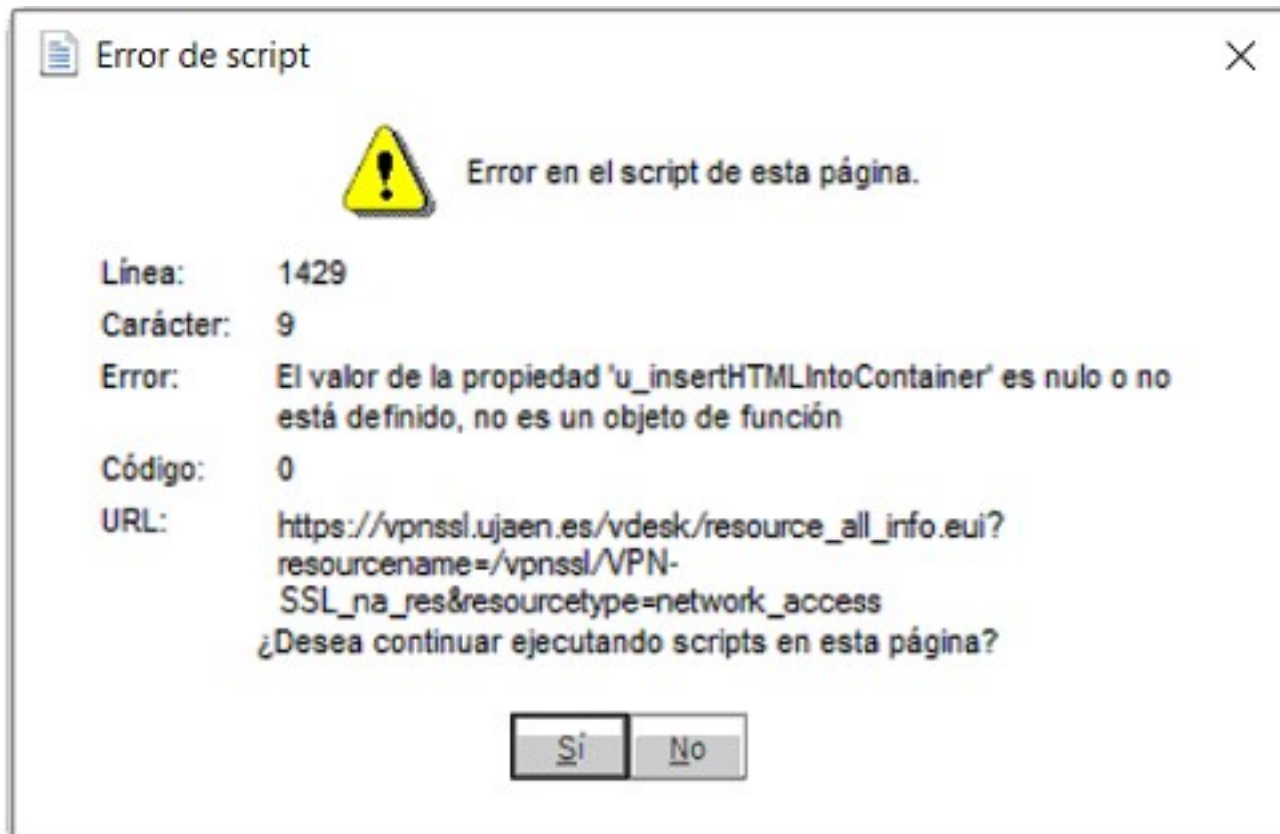 Error de script
Error en el script de esta página.
Línea: 1429
Carácter: 9
Error: El valor de la propiedad 'u_insertHTMLIntoContainer' es nulo o no
está definido, no es un objeto de función
Código: 0
URL: https://vpnssl.ujaen.es/vdesk/resource_all_info.eui?
resourcename=/vpnssl/VPN-
SSL_na_res&resourcetype=network_access
¿Desea continuar ejecutando scripts en esta página?
Sí No